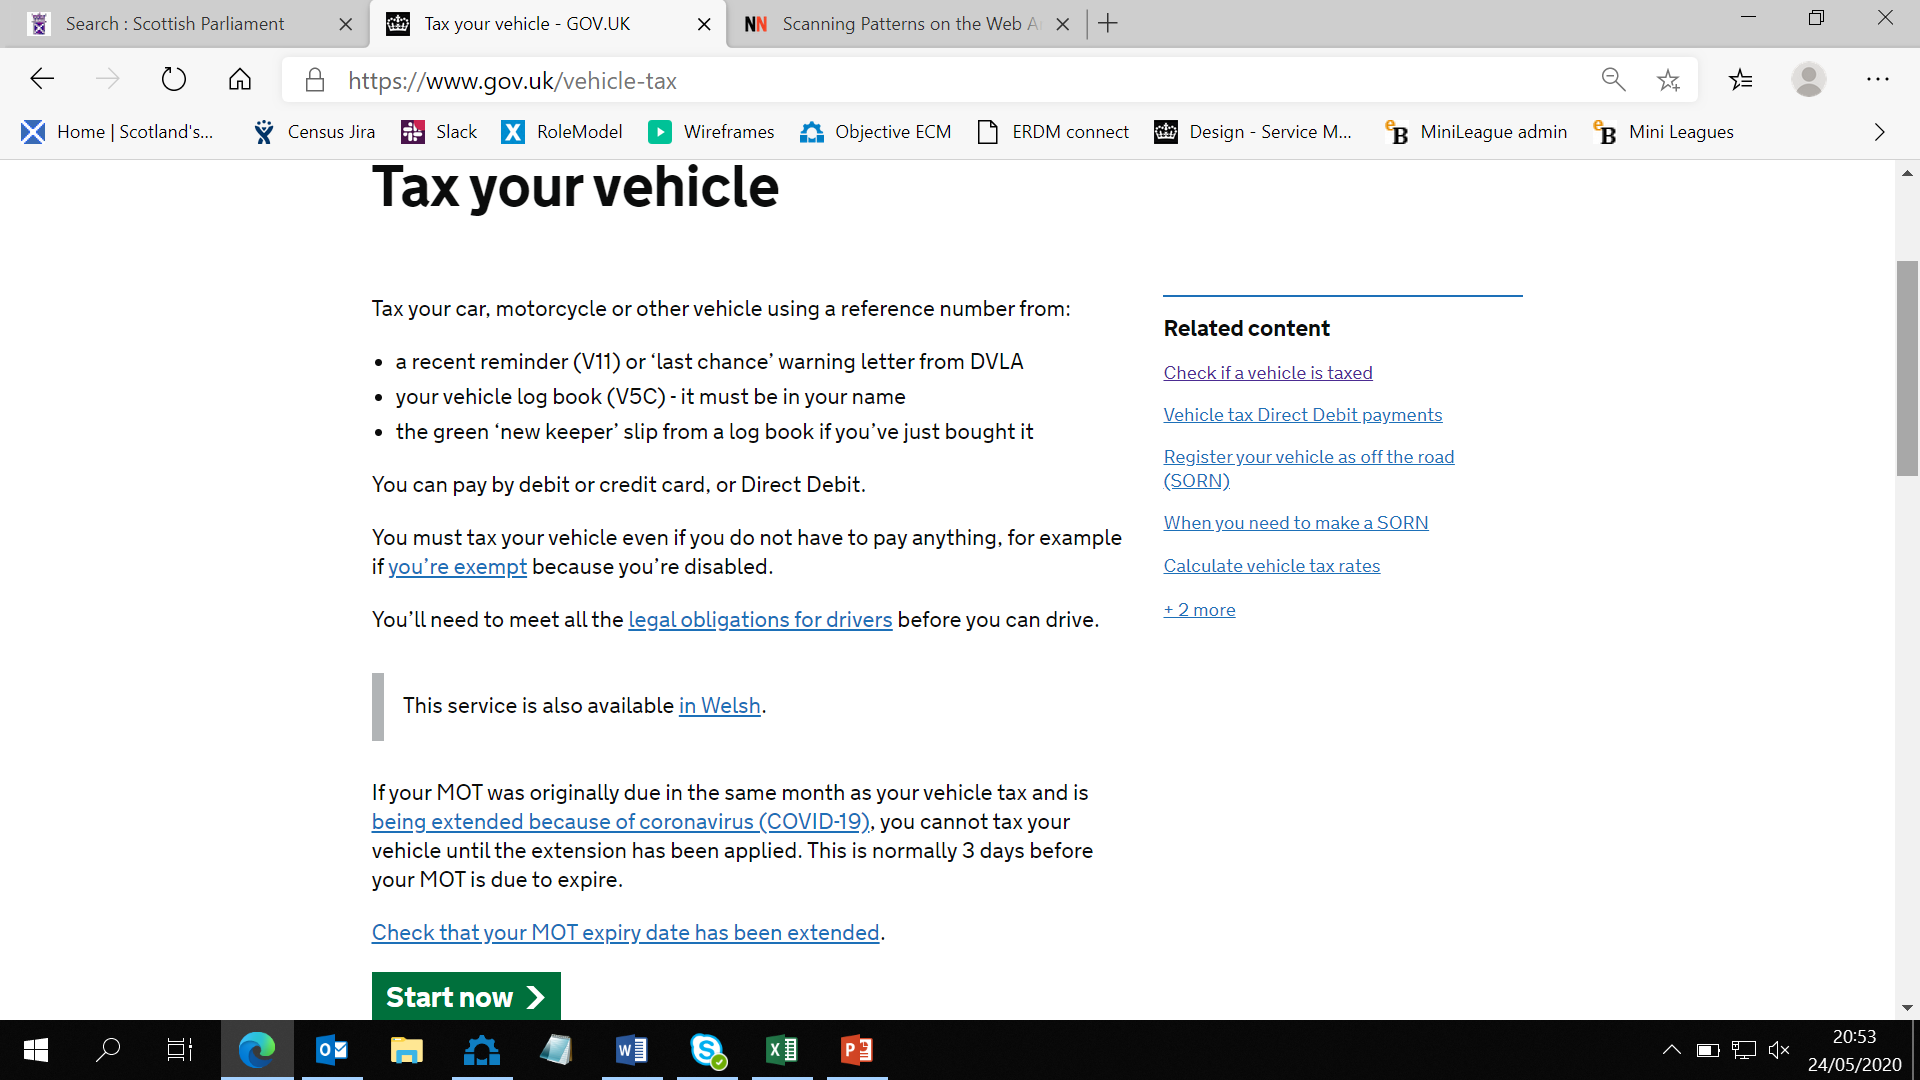 Search : Scottish Parliament
Tax your vehicle - GOV.UK
NN Scanning Patterns on the Web A
https://www.gov.uk/vehicle-tax
Home | Scotland's...
Census Jira
Slack
RoleModel
Wireframes
Objective ECM
ERDM connect
Design - Service M...
MiniLeague admin
Mini Leagues
Tax your vehicle
Tax your car, motorcycle or other vehicle using a reference number from:
• a recent reminder (V11) or ‘last chance’ warning letter from DVLA
• your vehicle log book (V5C) - it must be in your name
• the green ‘new keeper’ slip from a log book if you’ve just bought it
You can pay by debit or credit card, or Direct Debit.
You must tax your vehicle even if you do not have to pay anything, for example
if you’re exempt because you’re disabled.
You’ll need to meet all the legal obligations for drivers before you can drive.
This service is also available in Welsh.
If your MOT was originally due in the same month as your vehicle tax and is
being extended because of coronavirus (COVID-19), you cannot tax your
vehicle until the extension has been applied. This is normally 3 days before
your MOT is due to expire.
Check that your MOT expiry date has been extended.
Start now
Related content
Check if a vehicle is taxed
Vehicle tax Direct Debit payments
Register your vehicle as off the road
(SORN)
When you need to make a SORN
Calculate vehicle tax rates
+ 2 more
20:53
24/05/2020